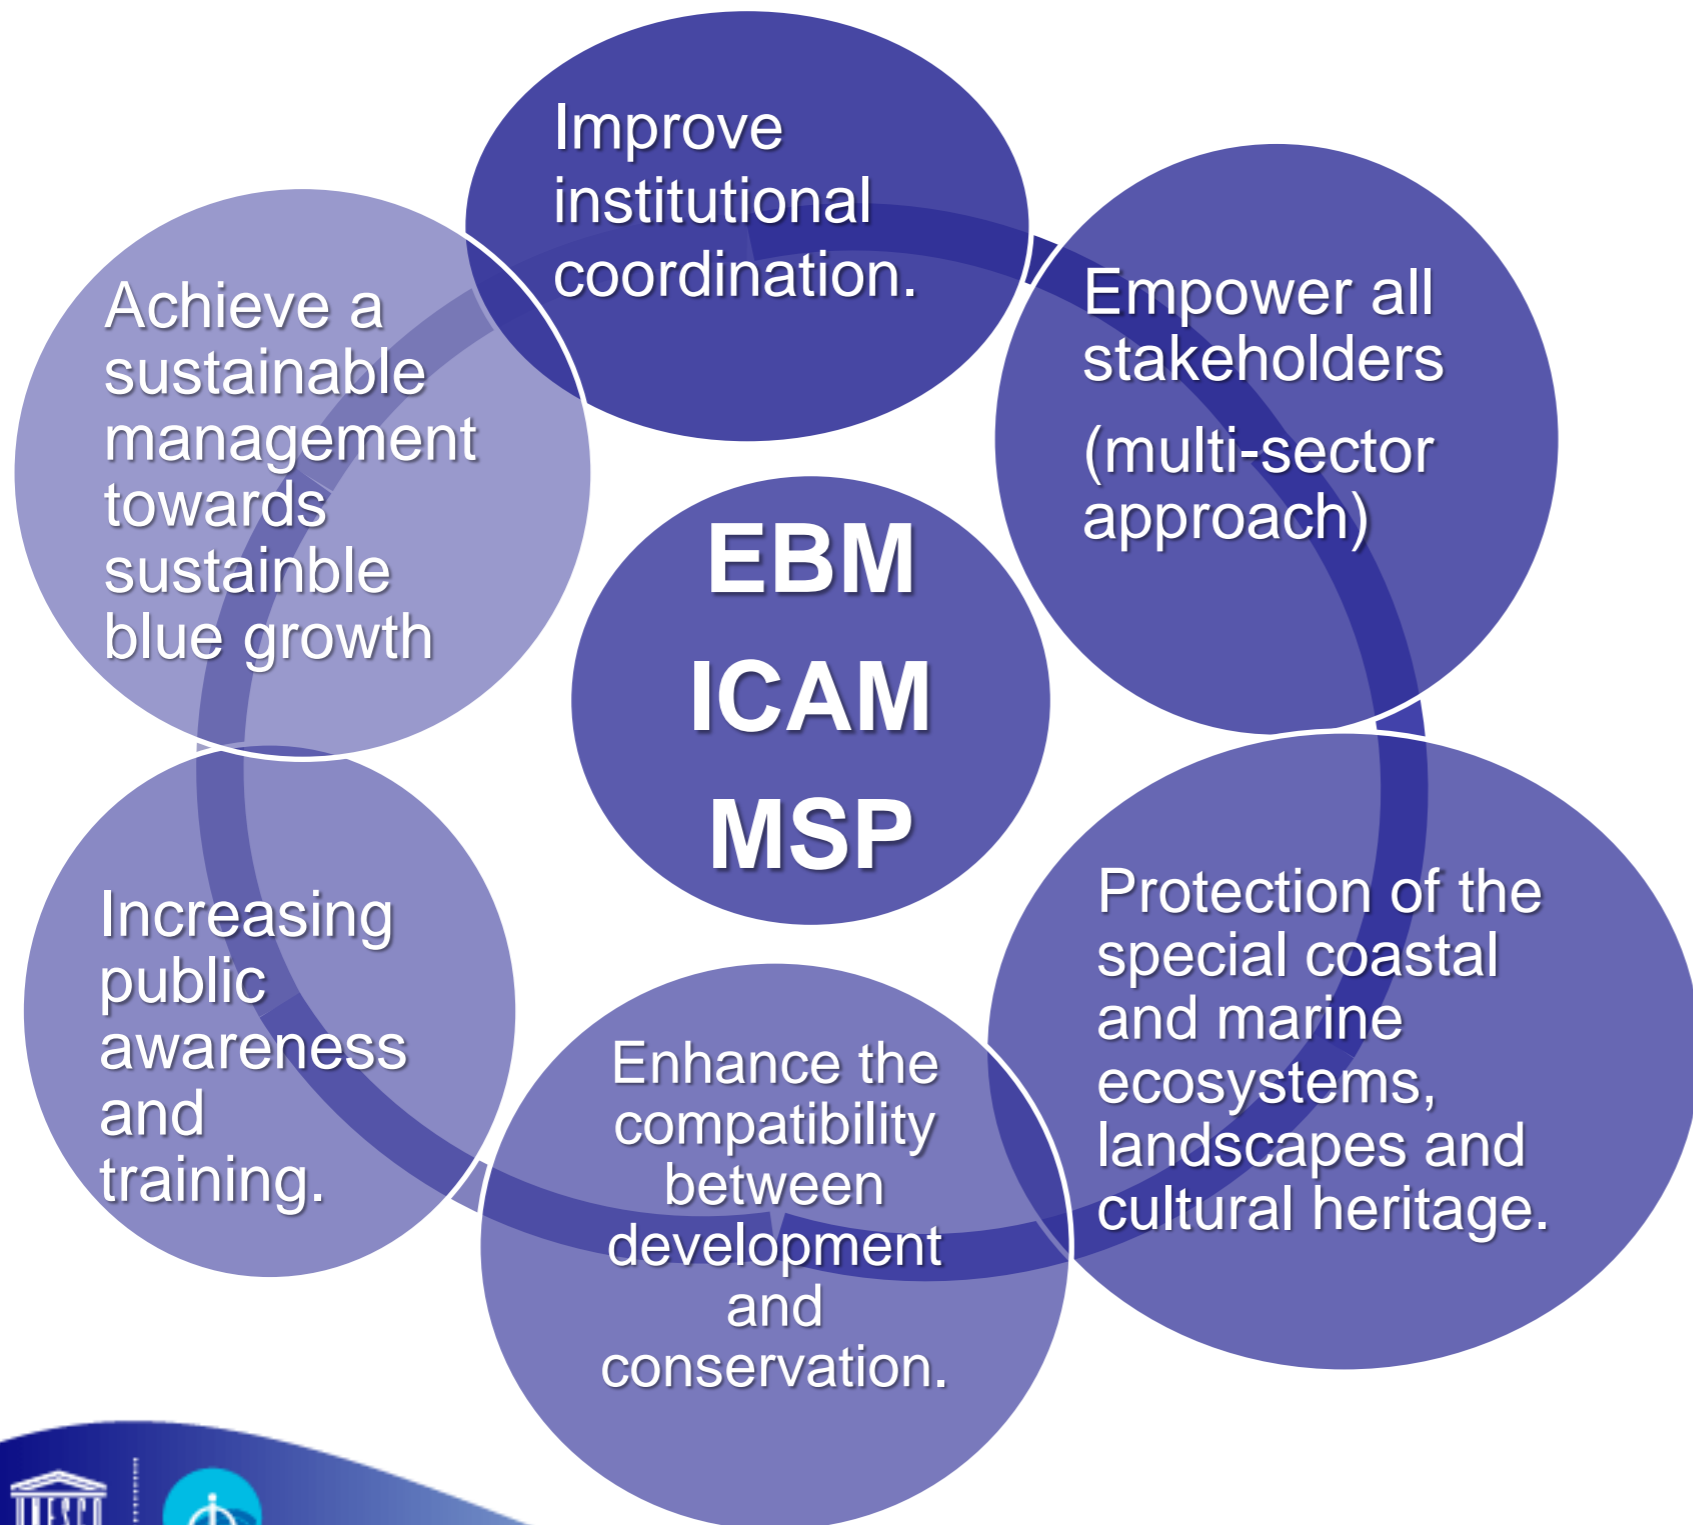 Improve
institutional
coordination.
Empower all
stakeholders
(multi-sector
approach)
Protection of the
special coastal
and marine
ecosystems,
landscapes and
cultural heritage.
Enhance the
compatibility
between
development
and
conservation.
Increasing
public
awareness
and
training.
Achieve a
sustainable
management
towards
sustainble
blue growth
EBM
ICAM
MSP
UNESCO